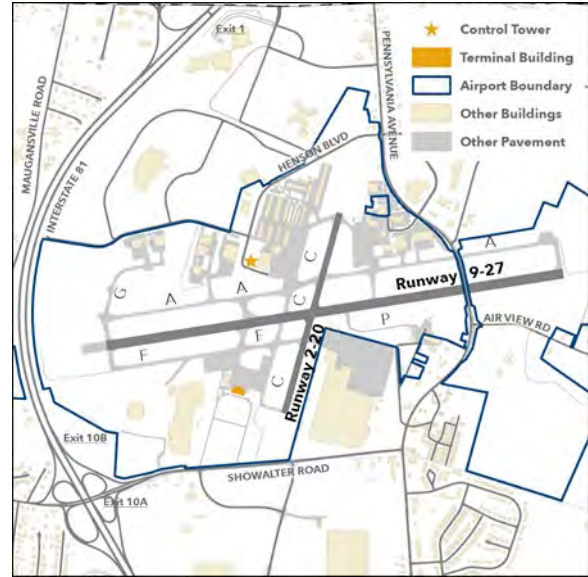 Exit 1
Control Tower
Terminal Building
Airport Boundary
Other Buildings
Other Pavement
PENNSYLVANIA AVENUE
MAUGANSVILLE ROAD
INTERSTATE 81
HENSON BLVD
A
Runway 9-27
G
A
A
C
C
C
F
F
P
AIR VIEW RD
C
Runway 2-20
Exit 10B
SHOWALTER ROAD
Exit 10A